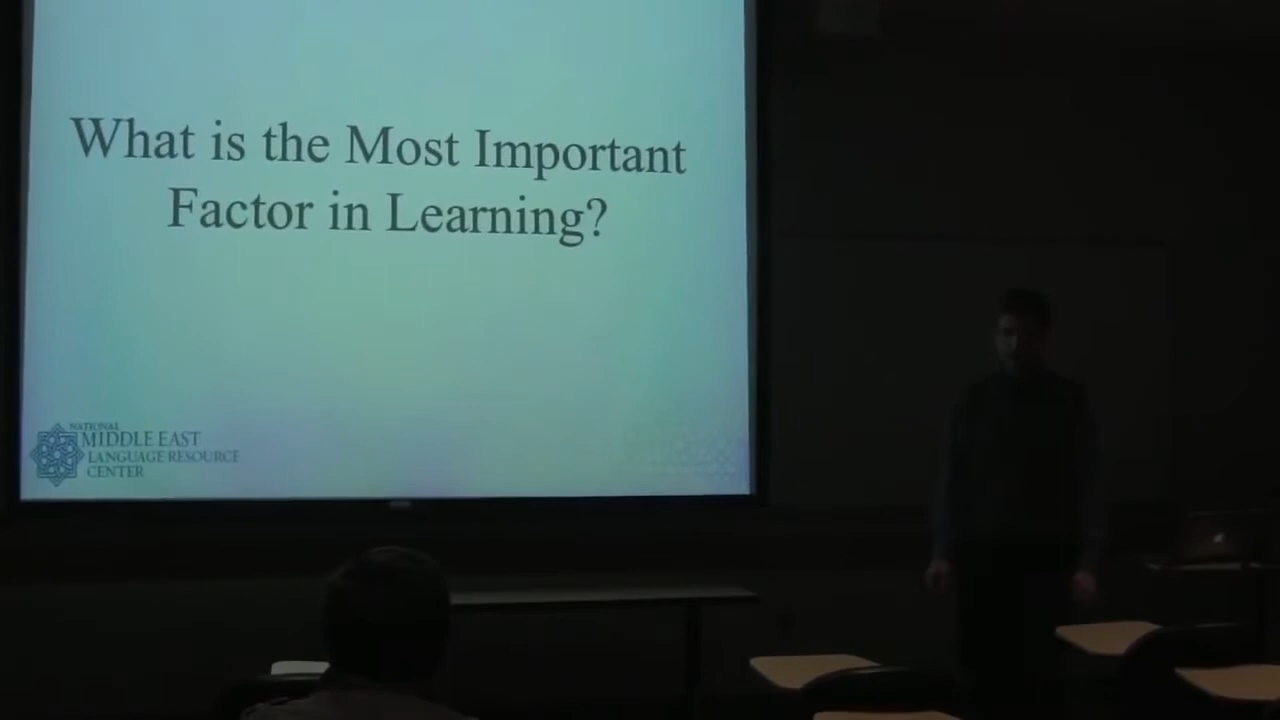 What is the Most Important
Factor in Learning?
NATIONAL
MIDDLE EAST
LANGUAGE RESOURCE
CENTER